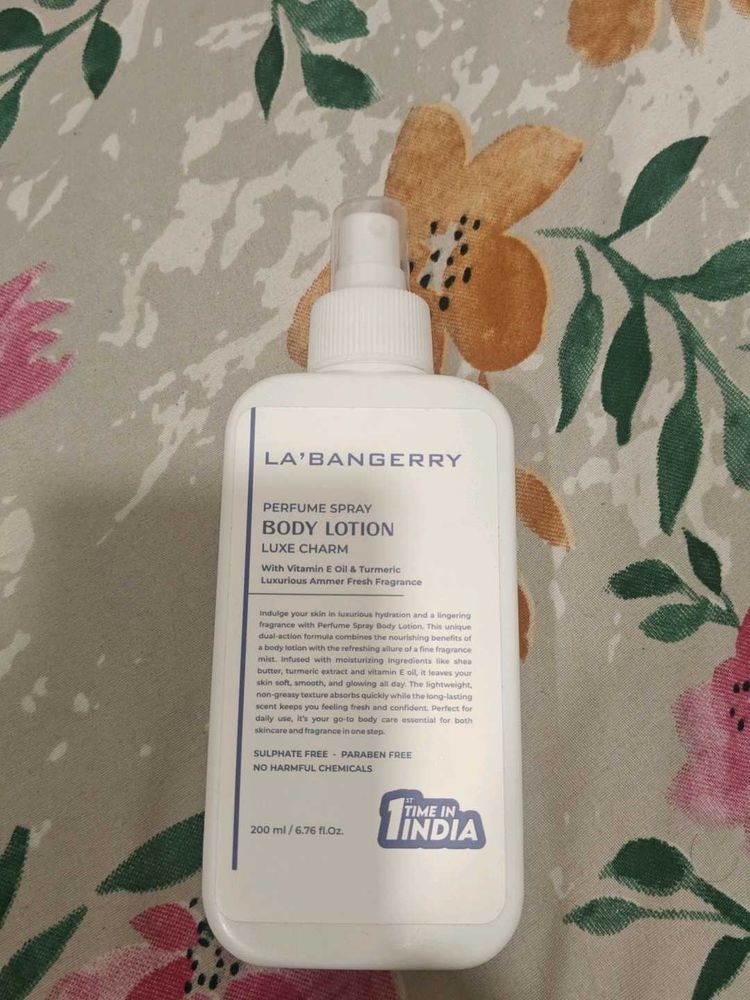 LA'BANGERRY
PERFUME SPRAY
BODY LOTION
LUXE CHARM
With Vitamin E Oil & Turmeric
Luxurious Ammer Fresh Fragrance
Indulge your skin in luxurious hydration and a lingering
fragrance with Perfume Spray Body Lotion. This unique
dual-action formula combines the nourishing benefits of
a body lotion with the refreshing allure of a fine fragrance
mist. Infused with moisturizing ingredients like shea
butter, turmeric extract and vitamin E oil, it leaves your
skin soft, smooth, and glowing all day. The lightweight,
non-greasy texture absorbs quickly while the long-lasting
scent keeps you feeling fresh and confident. Perfect for
daily use, it's your go-to body care essential for both
skincare and fragrance in one step.
SULPHATE FREE - PARABEN FREE
NO HARMFUL CHEMICALS
200 ml / 6.76 fl.Oz.
1ST TIME IN
INDIA